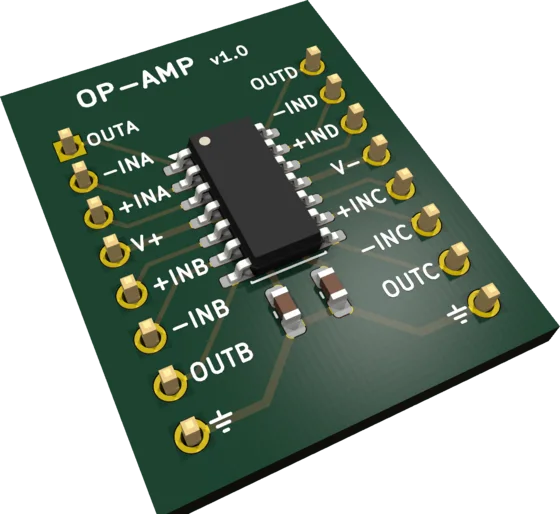 OP-AMP v1.0
OUTA
-INA
+INA
V+
+INB
-INB
OUTB
OUTD
-IND
+IND
V-
+INC
-INC
OUTC